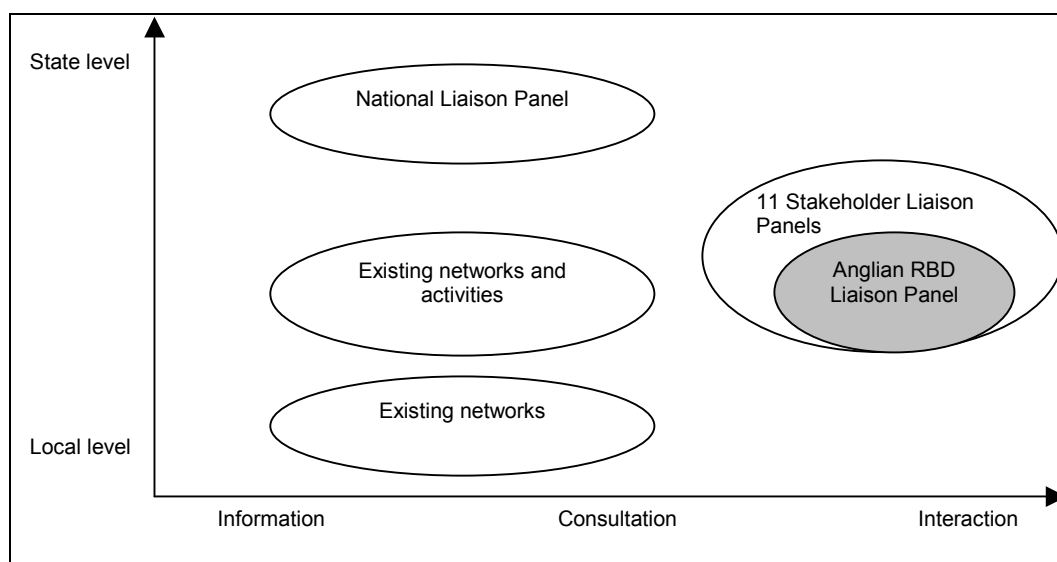 State level
National Liaison Panel
11 Stakeholder Liaison
Panels
Existing networks and
activities
Anglian RBD
Liaison Panel
Existing networks
Local level
Information
Consultation
Interaction